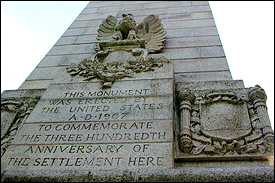 THIS MONUMENT
WAS ERECTED BY
THE UNITED STATES
A·D·1907
TO COMMEMORATE
THE THREE HUNDREDTH
ANNIVERSARY OF
THE SETTLEMENT HERE